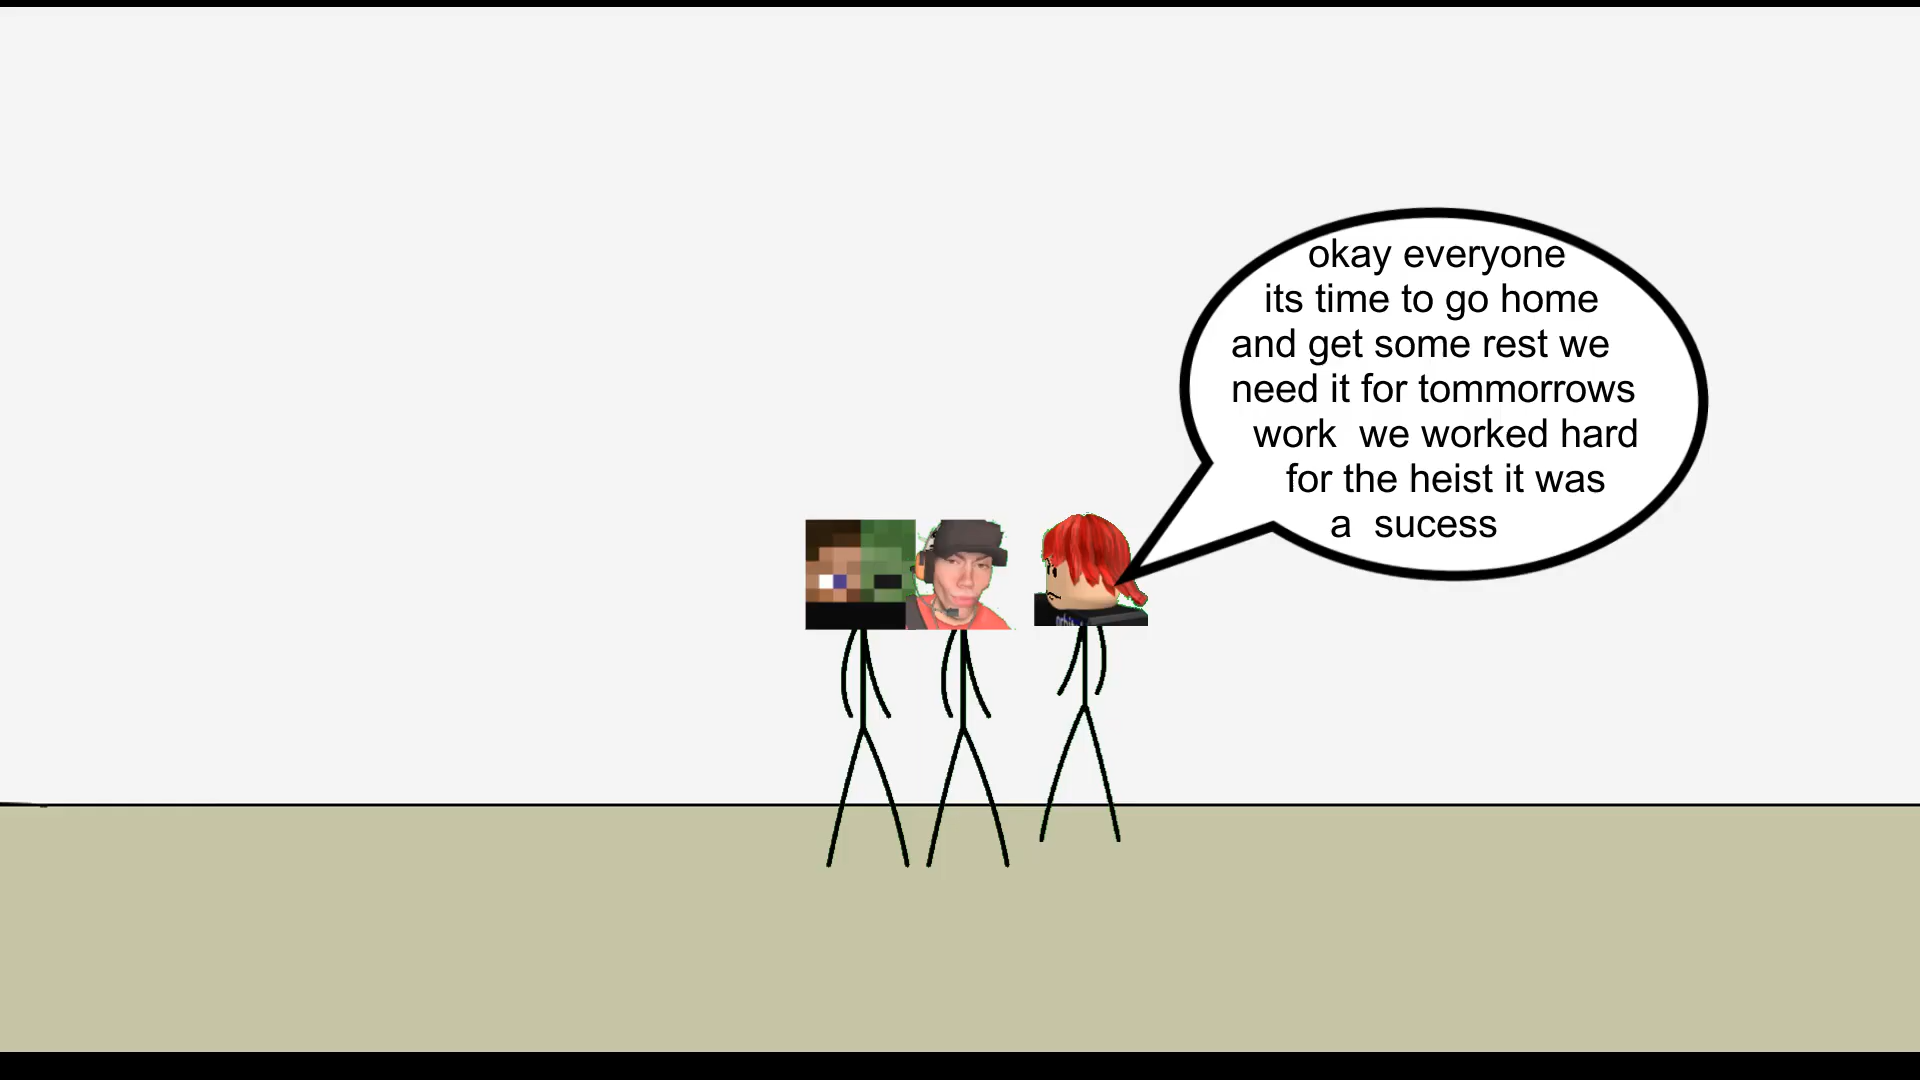 okay everyone
its time to go home
and get some rest we
need it for tommorrows
work  we worked hard
for the heist it was
a  sucess